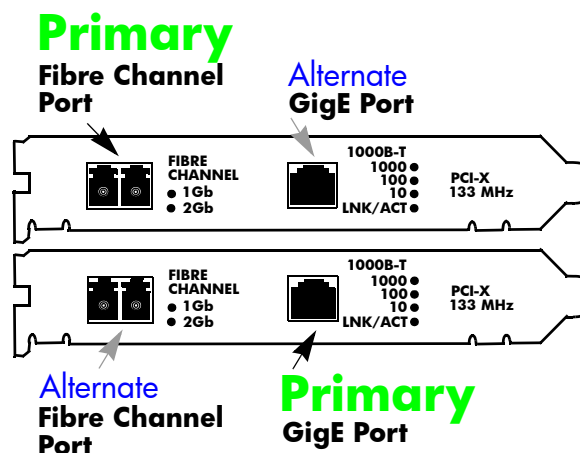 Primary
Fibre Channel
Port
Alternate
GigE Port
FIBRE
CHANNEL
1Gb
2Gb
1000B-T
1000
100
10
LNK/ACT
PCI-X
133 MHz
FIBRE
CHANNEL
1Gb
2Gb
1000B-T
1000
100
10
LNK/ACT
PCI-X
133 MHz
Alternate
Fibre Channel
Port
Primary
GigE Port